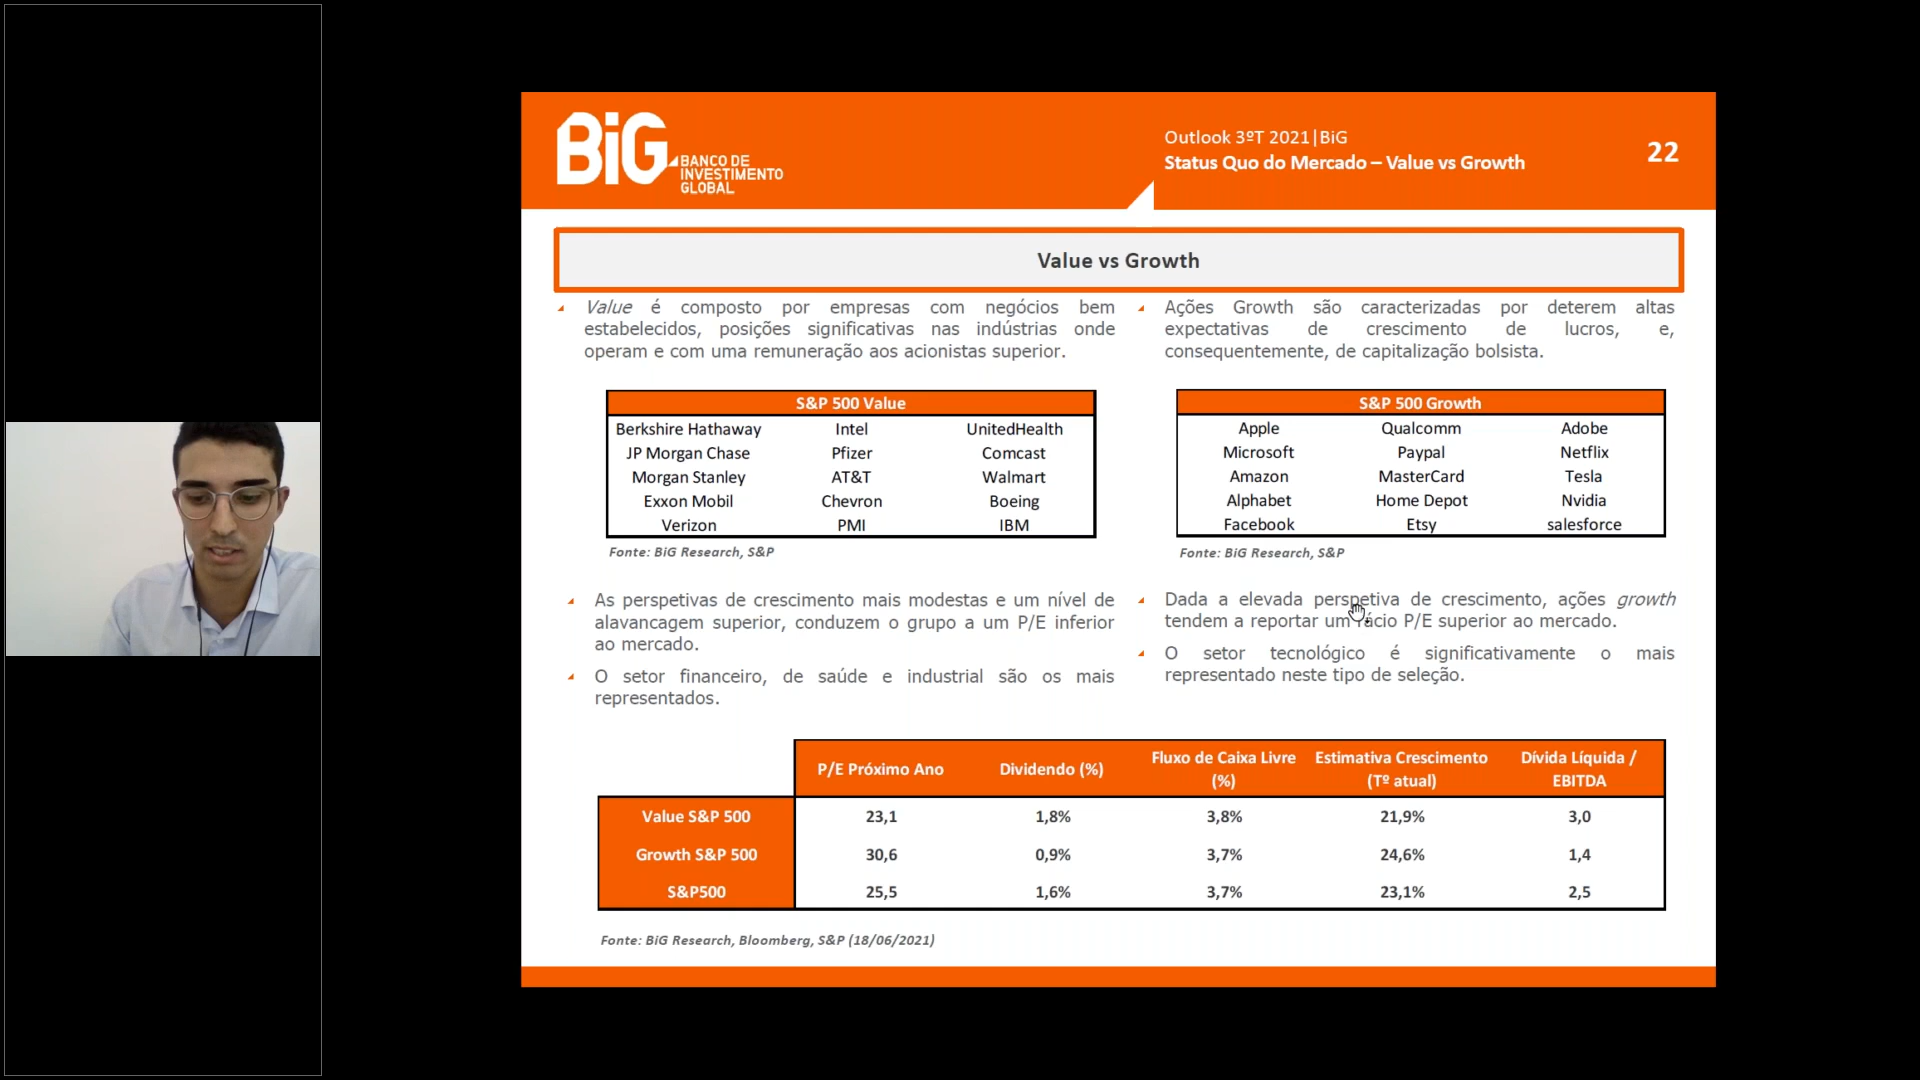 BiG
BANCO DE
INVESTIMENTO
GLOBAL
Outlook 3ºT 2021|BiG
Status Quo do Mercado – Value vs Growth
22
Value vs Growth
Value é composto por empresas com negócios bem
estabelecidos, posições significativas nas indústrias onde
operam e com uma remuneração aos acionistas superior.
Ações Growth são caracterizadas por deterem altas
expectativas de crescimento de lucros, e,
consequentemente, de capitalização bolsista.
S&P 500 Value
Berkshire Hathaway Intel UnitedHealth
JP Morgan Chase Pfizer Comcast
Morgan Stanley AT&T Walmart
Exxon Mobil Chevron Boeing
Verizon PMI IBM
Fonte: BiG Research, S&P
S&P 500 Growth
Apple Qualcomm Adobe
Microsoft Paypal Netflix
Amazon MasterCard Tesla
Alphabet Home Depot Nvidia
Facebook Etsy salesforce
Fonte: BiG Research, S&P
As perspetivas de crescimento mais modestas e um nível de
alavancagem superior, conduzem o grupo a um P/E inferior
ao mercado.
O setor financeiro, de saúde e industrial são os mais
representados.
Dada a elevada perspetiva de crescimento, ações growth
tendem a reportar um rácio P/E superior ao mercado.
O setor tecnológico é significativamente o mais
representado neste tipo de seleção.
P/E Próximo Ano Dividendo (%) Fluxo de Caixa Livre (%) Estimativa Crescimento (Tº atual) Dívida Líquida / EBITDA
Value S&P 500 23,1 1,8% 3,8% 21,9% 3,0
Growth S&P 500 30,6 0,9% 3,7% 24,6% 1,4
S&P500 25,5 1,6% 3,7% 23,1% 2,5
Fonte: BiG Research, Bloomberg, S&P (18/06/2021)